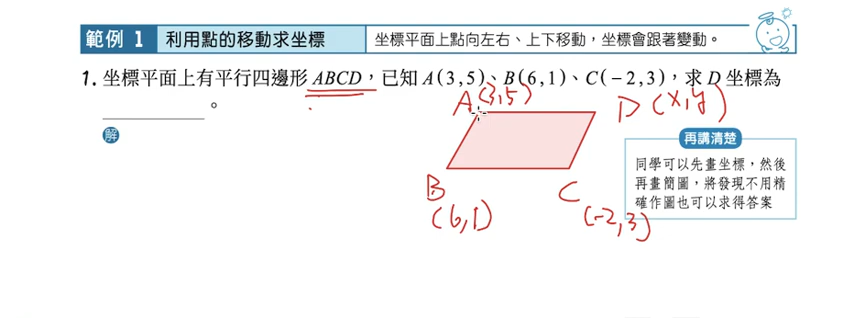 範例 1 利用點的移動求坐標 坐標平面上點向左右、上下移動，坐標會跟著變動。
1. 坐標平面上有平行四邊形 ABCD，已知 A(3,5)、B(6,1)、C(-2,3)，求 D 坐標為
________。
A(3,5) D(x,y)
解
再講清楚
同學可以先畫坐標，然後
再畫簡圖，將發現不用精
確作圖也可以求得答案
B C
(6,1) (-2,3)